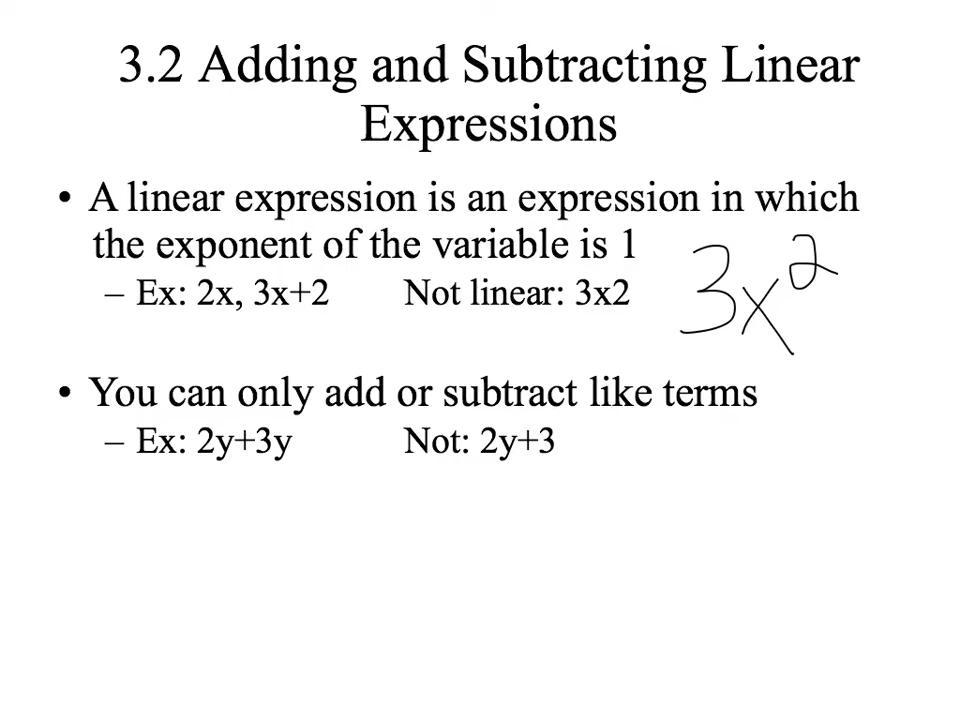 3.2 Adding and Subtracting Linear
Expressions
• A linear expression is an expression in which
the exponent of the variable is 1
– Ex: 2x, 3x+2 Not linear: 3x2
3x²
• You can only add or subtract like terms
– Ex: 2y+3y Not: 2y+3